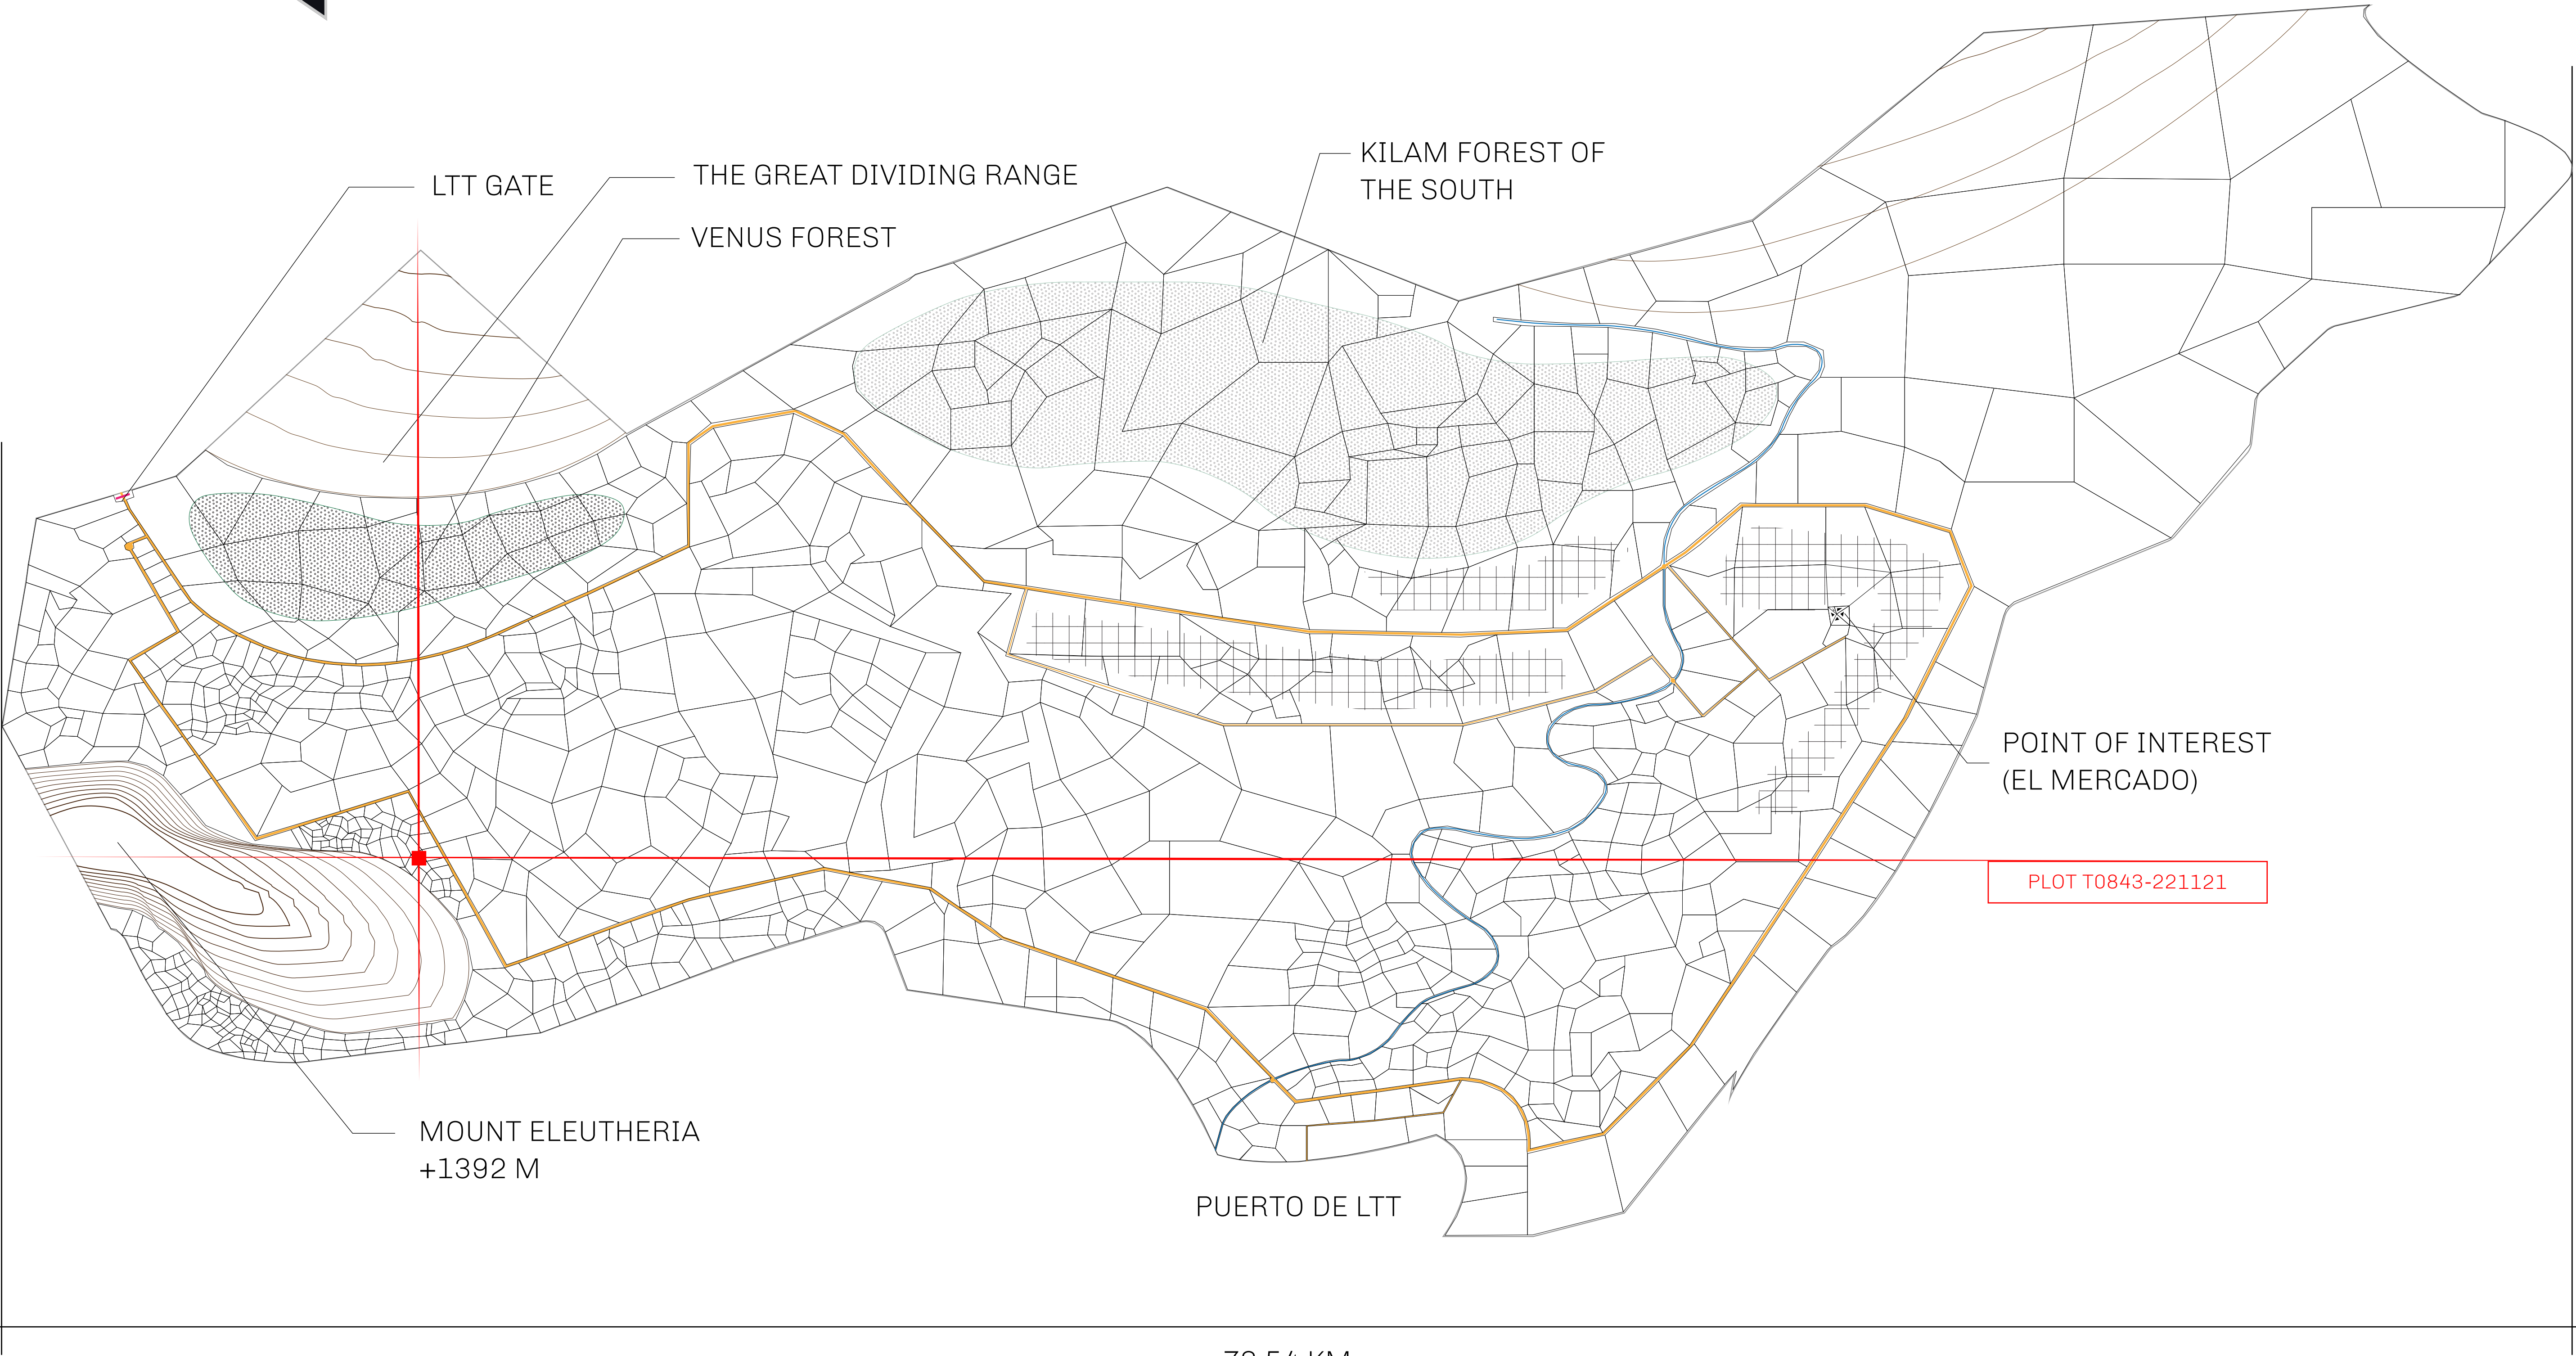 KILAM FOREST OF
THE SOUTH
LTT GATE
THE GREAT DIVIDING RANGE
VENUS FOREST
POINT OF INTEREST
(EL MERCADO)
PLOT T0843-221121
MOUNT ELEUTHERIA
+1392 M
PUERTO DE LTT
KM